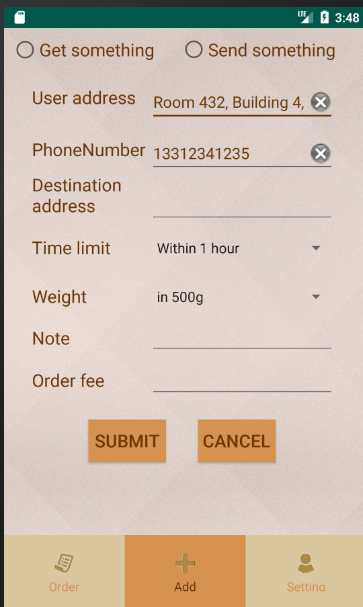 LTE 3:48
Get something Send something
User address Room 432, Building 4,
PhoneNumber 13312341235
Destination
address
Time limit Within 1 hour
Weight in 500g
Note
Order fee
SUBMIT CANCEL
Order Add Setting